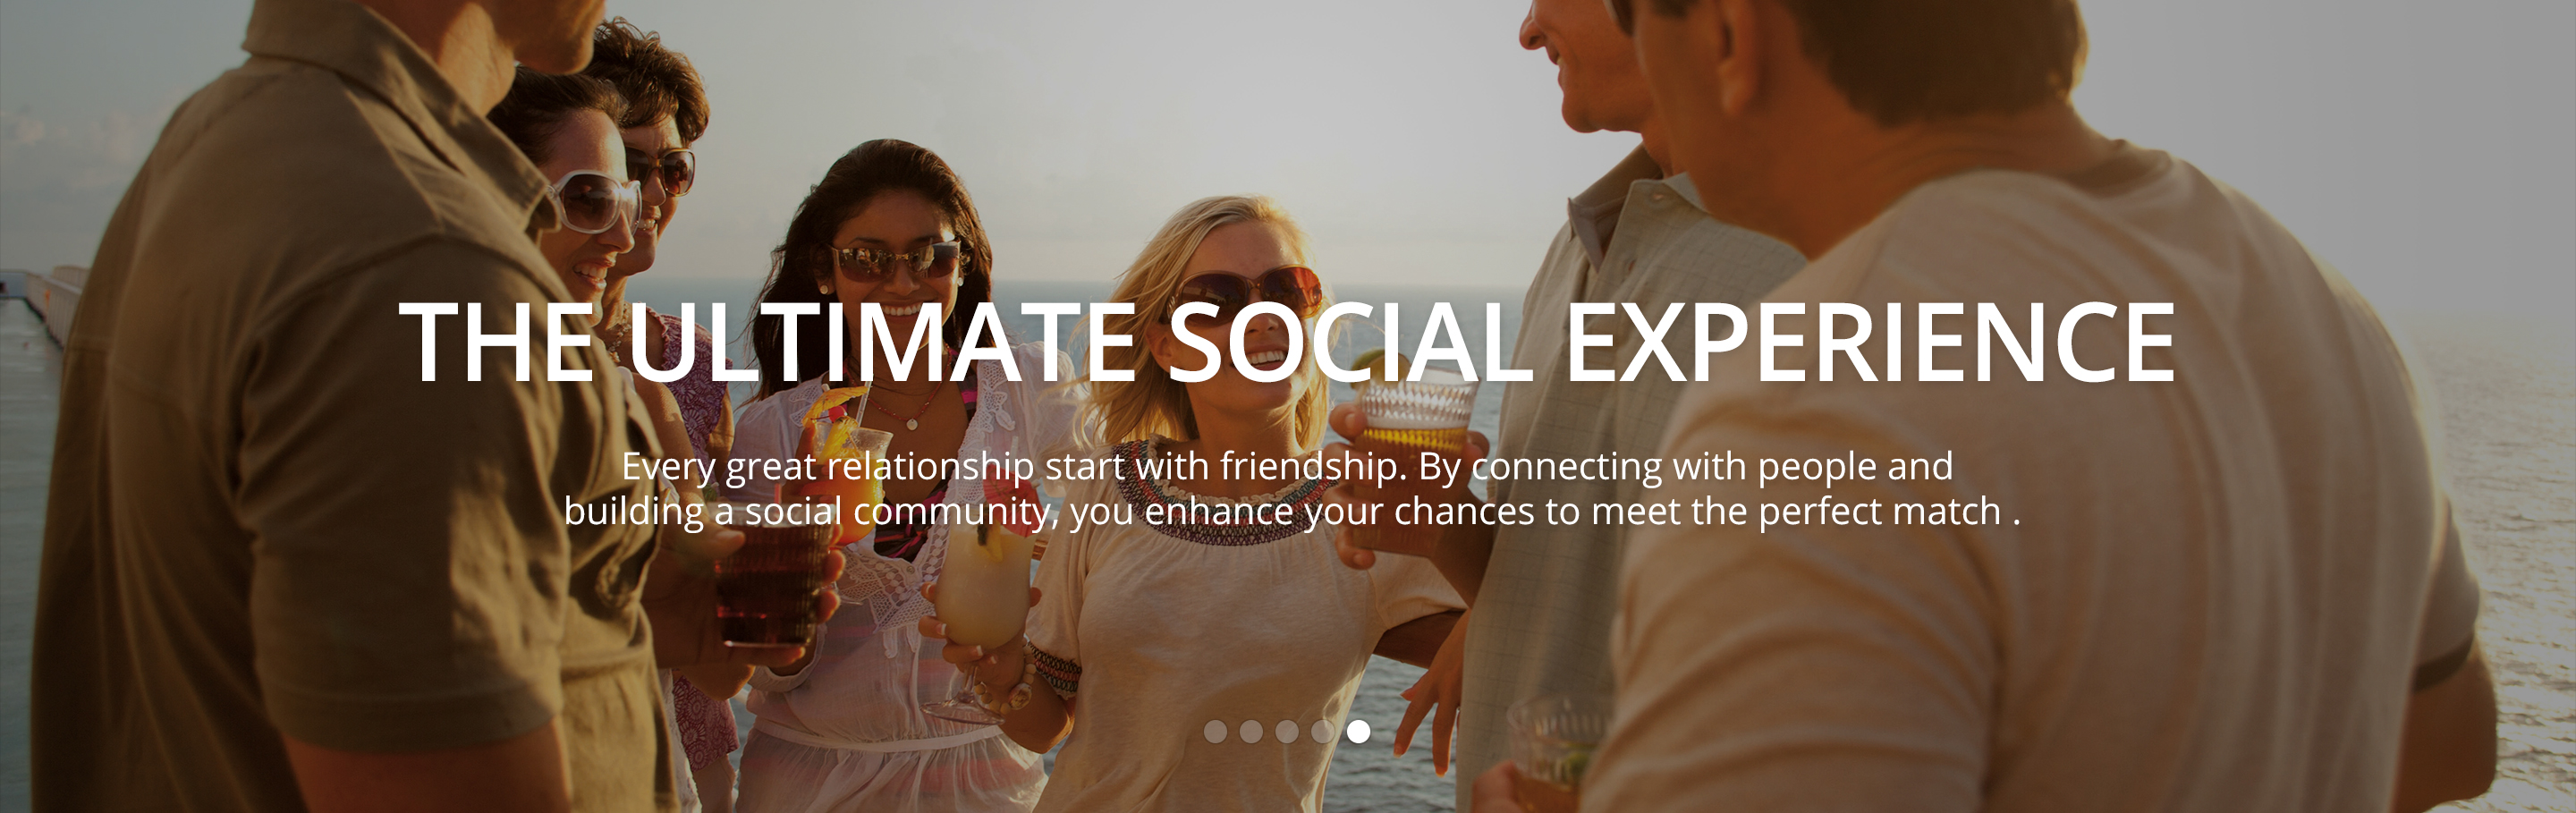 THE ULTIMATE SOCIAL EXPERIENCE
Every great relationship start with friendship. By connecting with people and
building a social community, you enhance your chances to meet the perfect match .